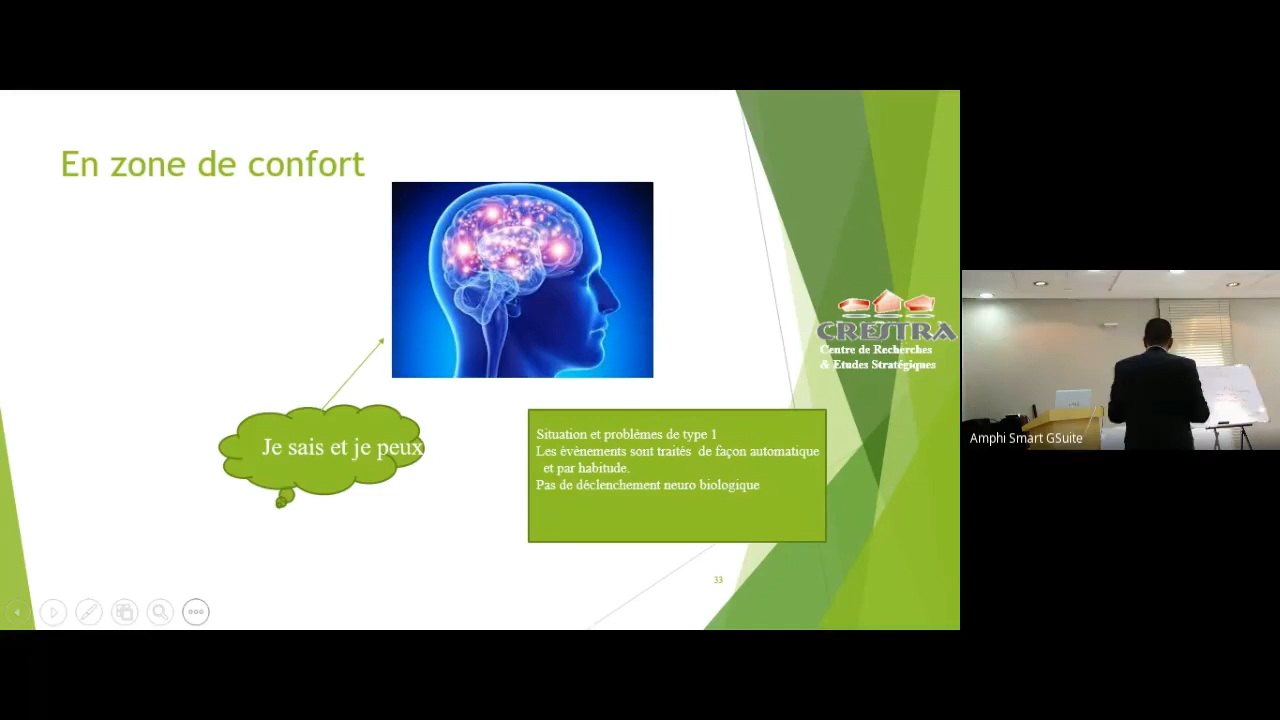 En zone de confort
CRESTRA
Centre de Recherches
& Etudes Stratégiques
Je sais et je peux
Situation et problèmes de type 1
Les évènements sont traités de façon automatique
et par habitude.
Pas de déclenchement neuro biologique
33
Amphi Smart GSuite